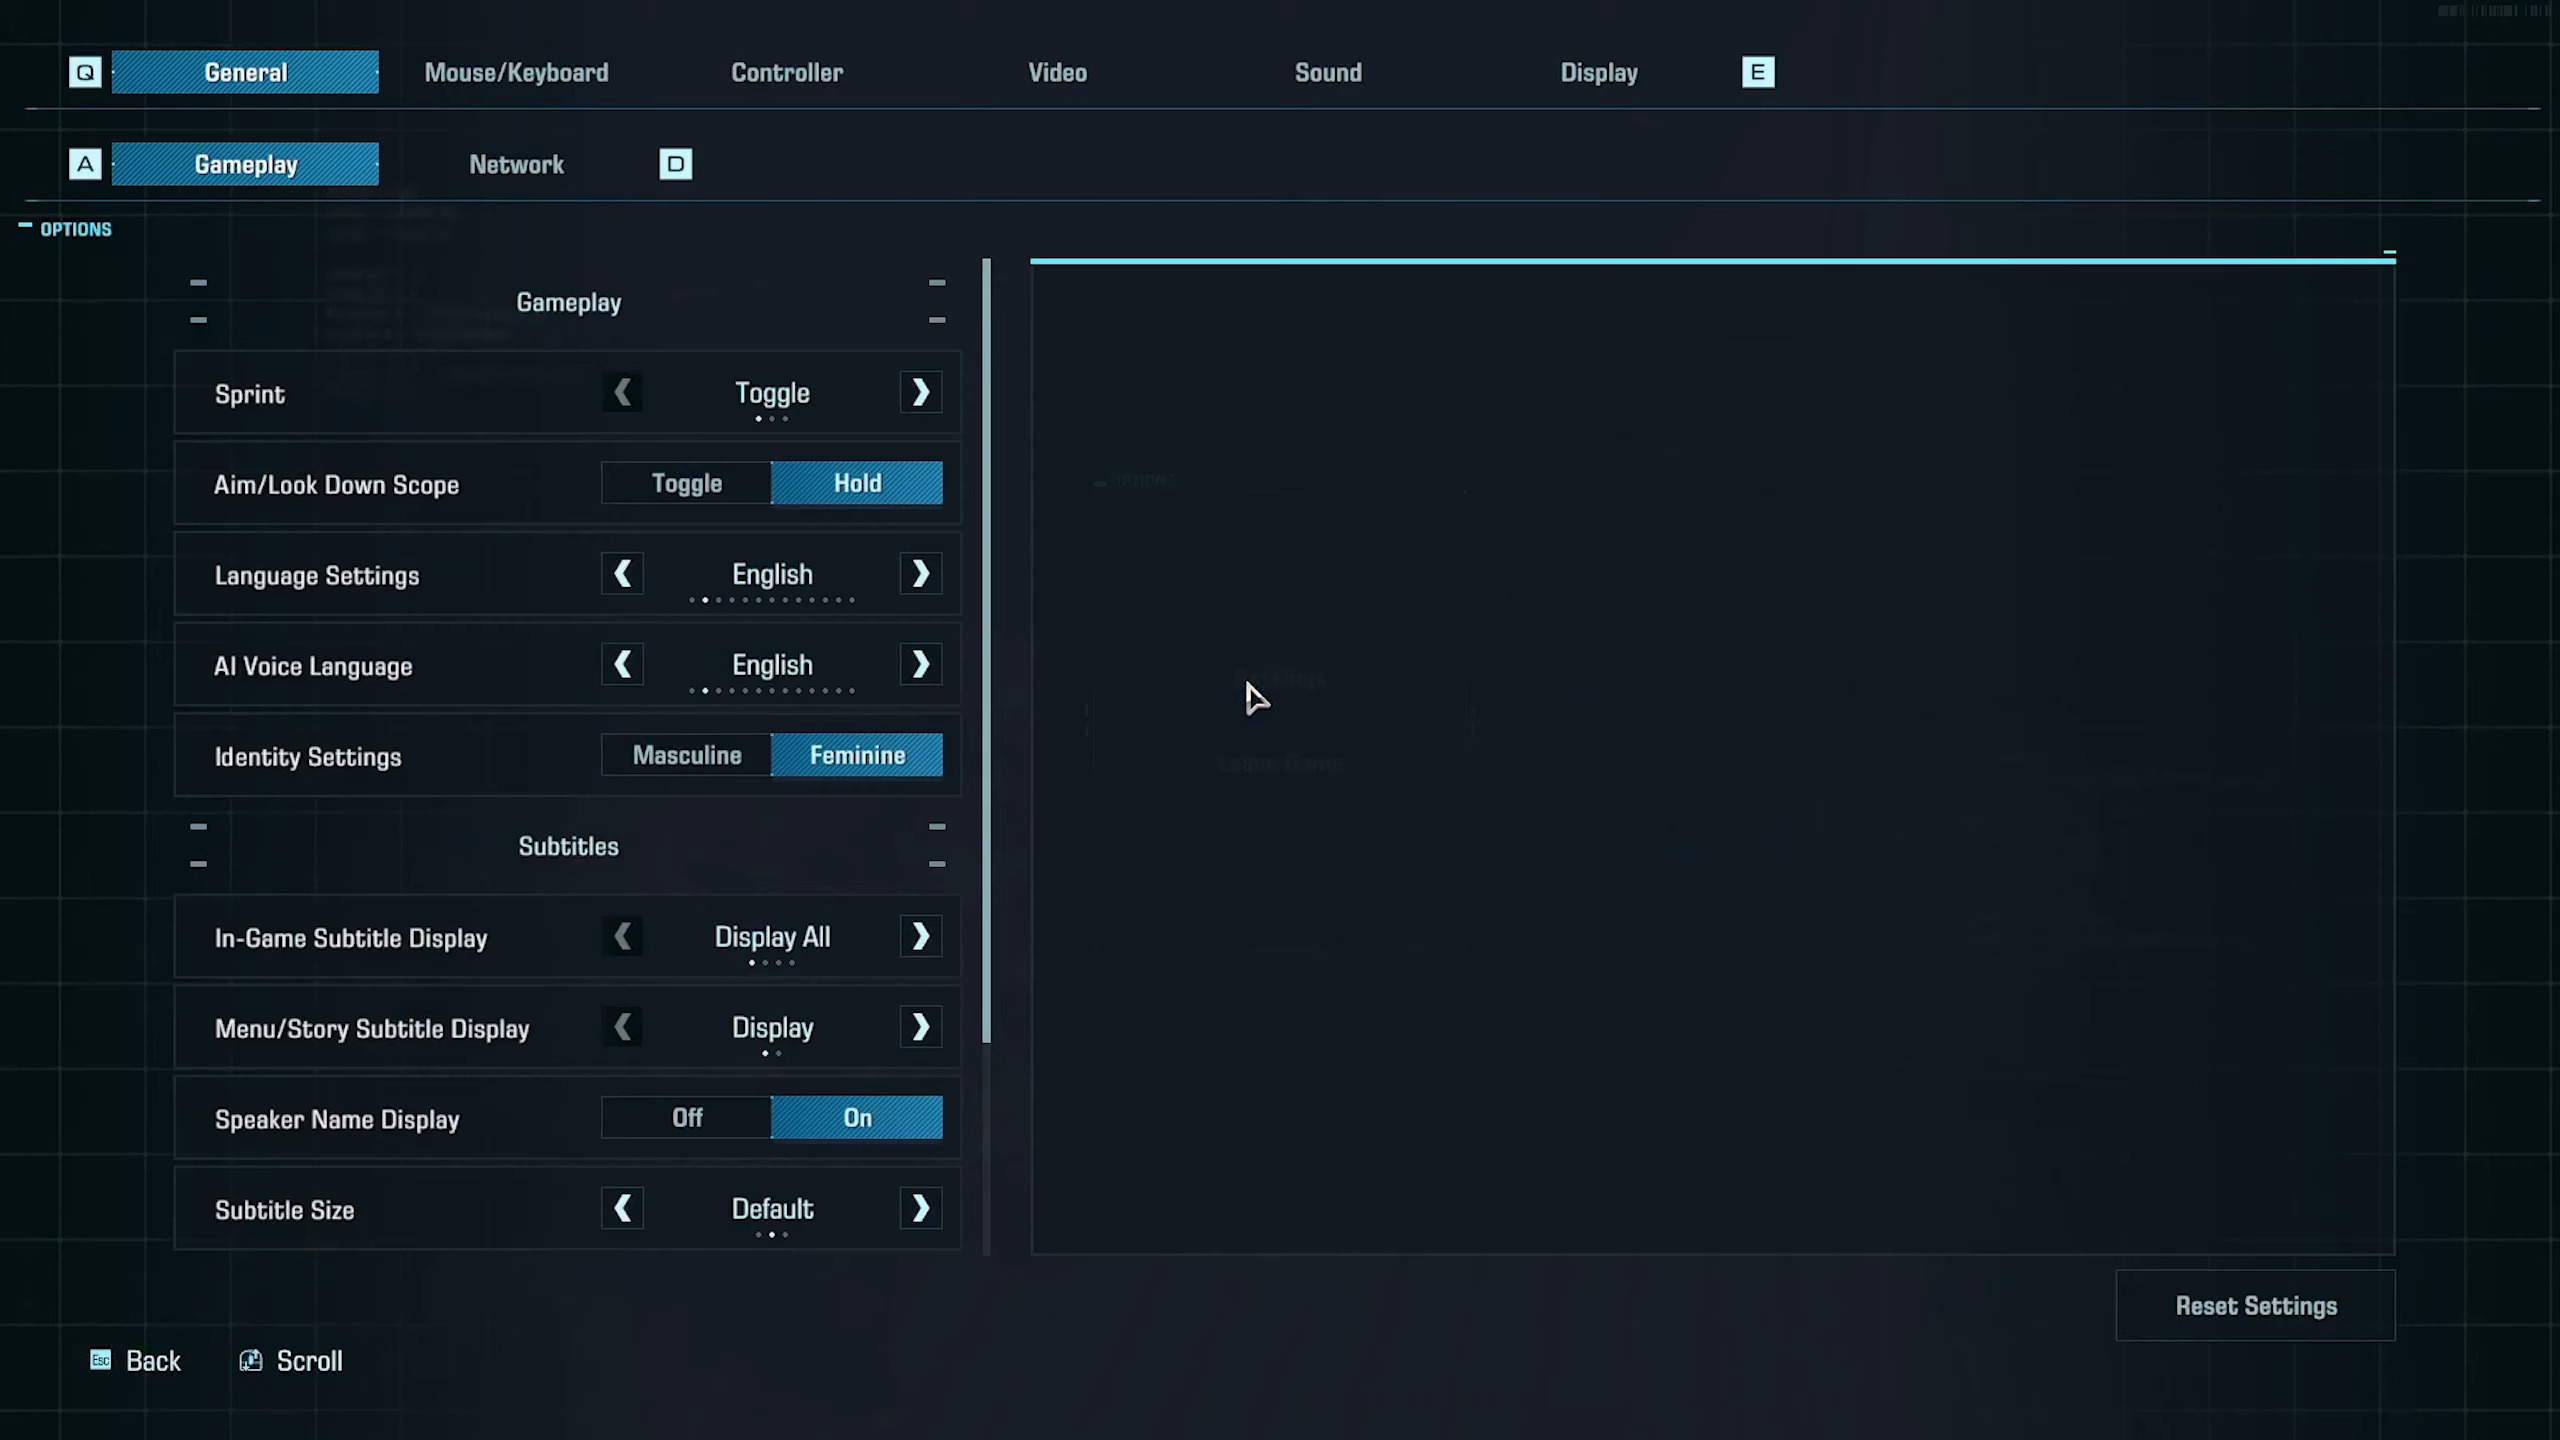 Q General Mouse/Keyboard Controller Video Sound Display E
A Gameplay Network D
OPTIONS
Gameplay
Sprint Toggle
Aim/Look Down Scope Toggle Hold
Language Settings English
AI Voice Language English
Identity Settings Masculine Feminine
Subtitles
In-Game Subtitle Display Display All
Menu/Story Subtitle Display Display
Speaker Name Display Off On
Subtitle Size Default
Reset Settings
Esc Back Scroll